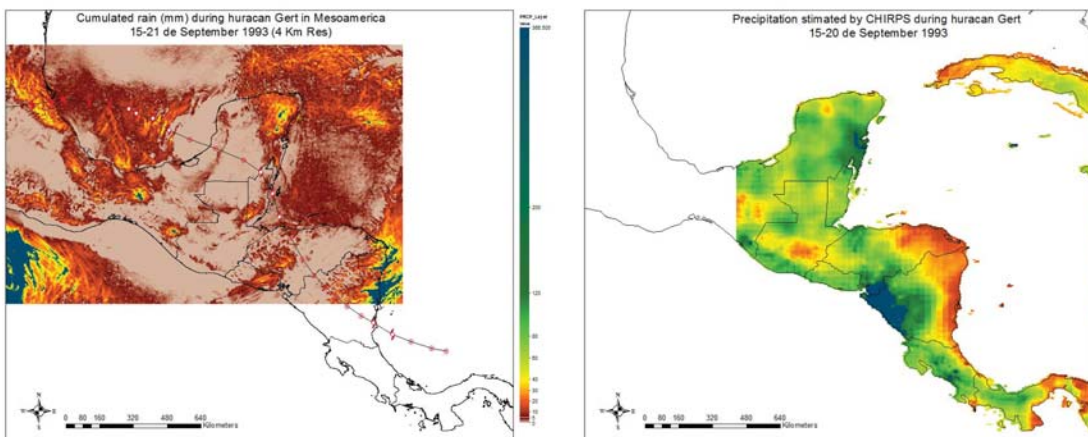 Cumulated rain (mm) during huracan Gert in Mesoamerica
15-21 de September 1993 (4 Km Res)
Value
200
120
80
60
50
40
30
20
10
N
W
E
S
0 80 160 320 480 640
Kilometers
Precipitation stimated by CHIRPS during huracan Gert
15-20 de September 1993
N
W
E
S
0 80 160 320 480 640
Kilometers